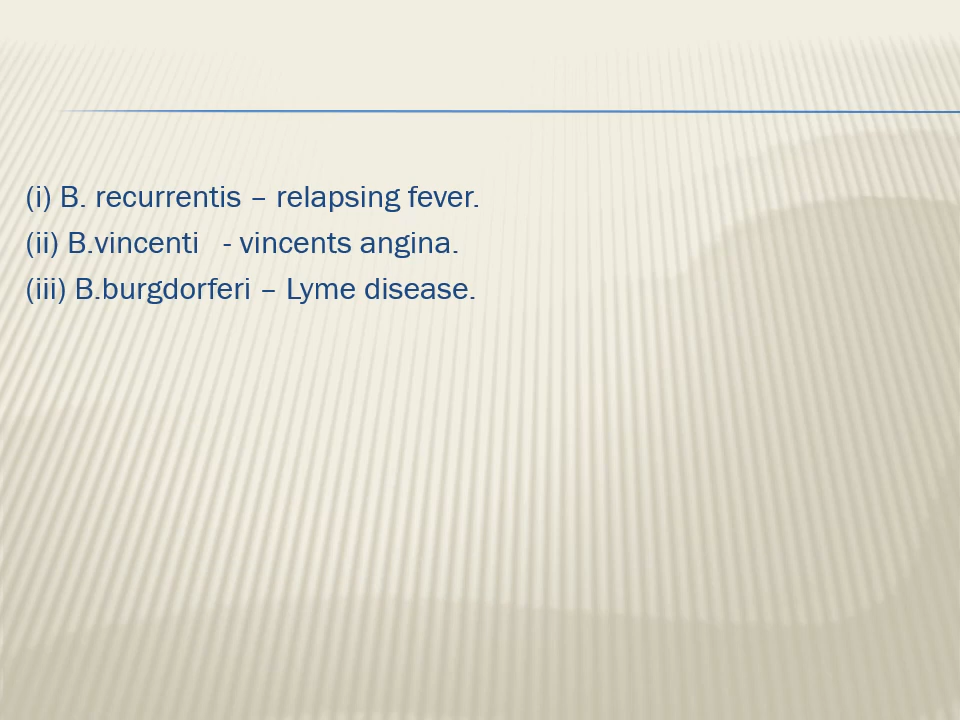 (i) B. recurrentis – relapsing fever.
(ii) B.vincenti   - vincents angina.
(iii) B.burgdorferi – Lyme disease.